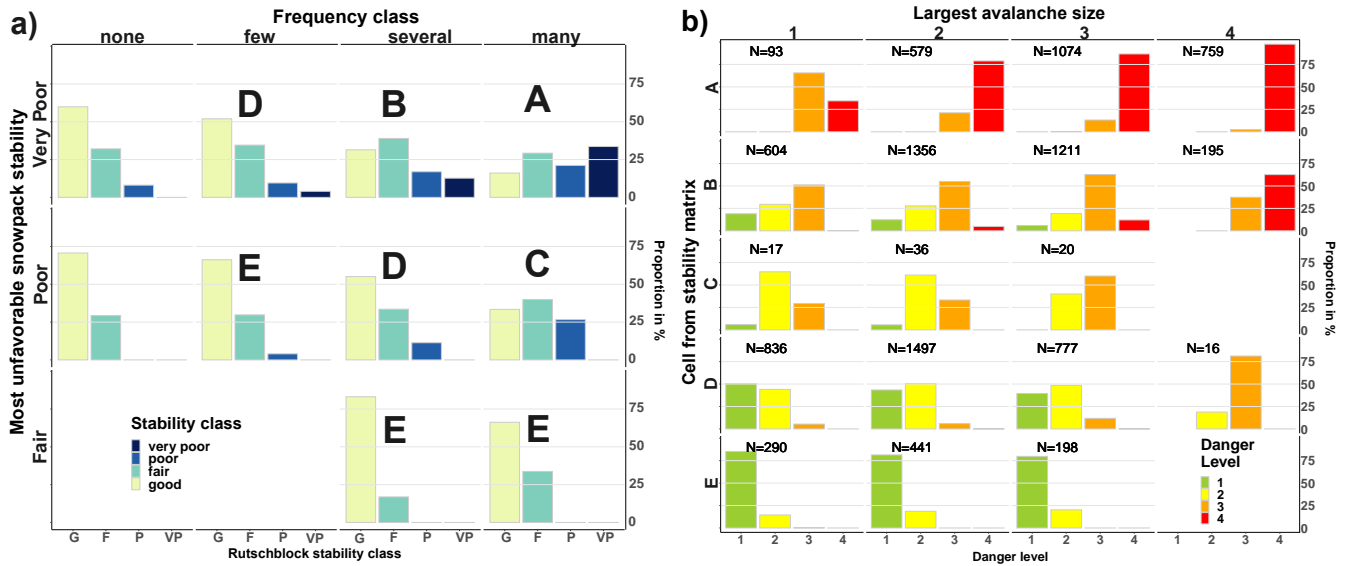 a)
Frequency class
none few several many
Most unfavorable snowpack stability
Very Poor
D B A
75
50
25
0
Poor
E D C
75
50
25
0
Proportion in %
Fair
E E
75
50
25
0
Stability class
very poor
poor
fair
good
G F P VP G F P VP G F P VP G F P VP
Rutschblock stability class
b)
Largest avalanche size
1 2 3 4
Cell from stability matrix
A
N=93 N=579 N=1074 N=759
75
50
25
0
B
N=604 N=1356 N=1211 N=195
75
50
25
0
C
N=17 N=36 N=20
75
50
25
0
Proportion in %
D
N=836 N=1497 N=777 N=16
75
50
25
0
E
N=290 N=441 N=198
75
50
25
0
Danger
Level
1
2
3
4
1 2 3 4 1 2 3 4 1 2 3 4 1 2 3 4
Danger level